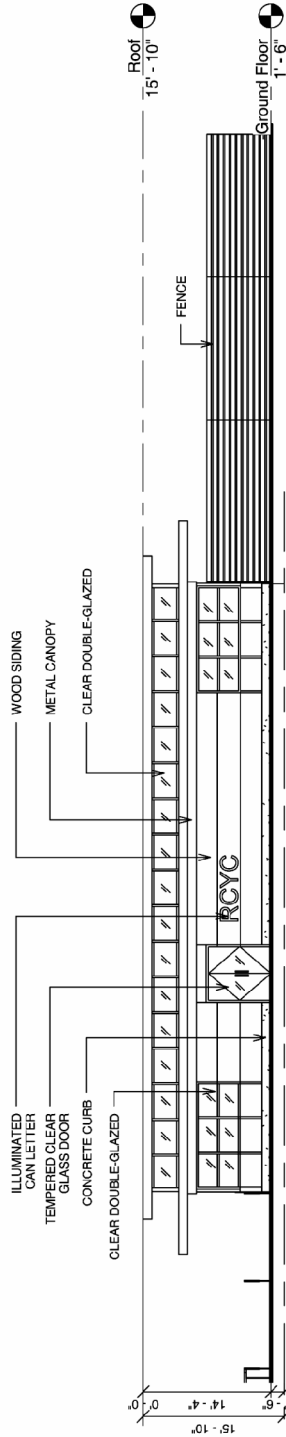 ILLUMINATED
CAN LETTER
TEMPERED CLEAR
GLASS DOOR
CONCRETE CURB
CLEAR DOUBLE-GLAZED
WOOD SIDING
METAL CANOPY
CLEAR DOUBLE-GLAZED
FENCE
RCYC
Roof
15' - 10"
Ground Floor
1' - 6"
15' - 10"
14' - 4"
0' - 0"